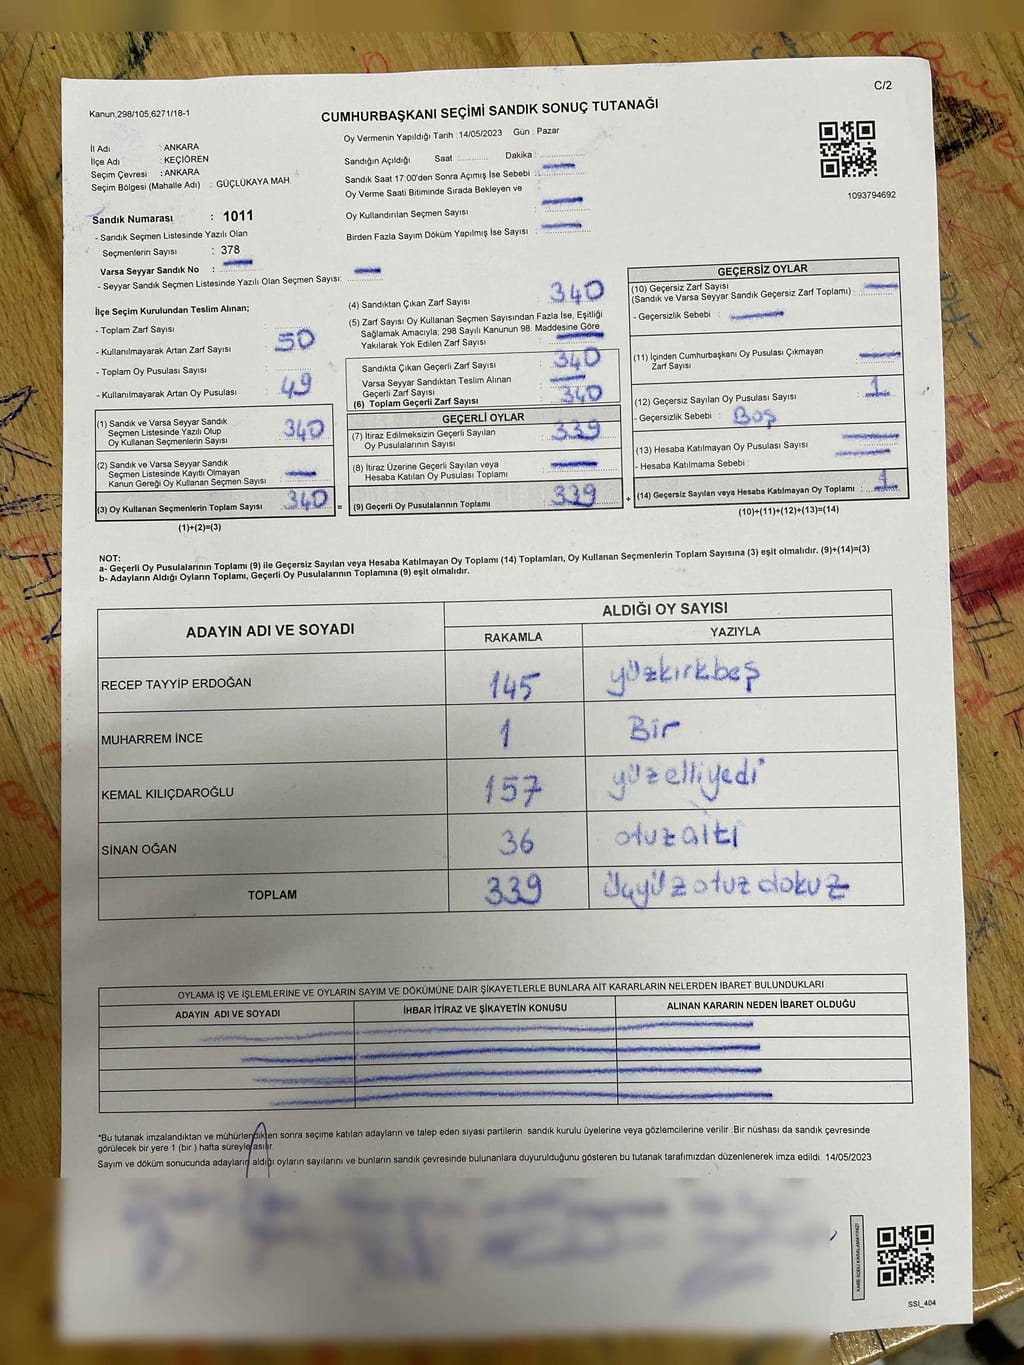 C/2
Kanun.298/105,6271/18-1
CUMHURBAŞKANI SEÇİMİ SANDIK SONUÇ TUTANAĞI
Oy Vermenin Yapıldığı Tarih : 14/05/2023 Gün : Pazar
İl Adı : ANKARA
İlçe Adı : KEÇİÖREN
Seçim Çevresi : ANKARA
Seçim Bölgesi (Mahalle Adı) : GÜÇLÜKAYA MAH.
Sandık Numarası : 1011
- Sandık Seçmen Listesinde Yazılı Olan
Seçmenlerin Sayısı : 378
Varsa Seyyar Sandık No :
- Seyyar Sandık Seçmen Listesinde Yazılı Olan Seçmen Sayısı:
Sandığın Açıldığı Saat : Dakika :
Sandık Saat 17:00'den Sonra Açımış İse Sebebi :
Oy Verme Saati Bitiminde Sırada Bekleyen ve
Oy Kullandırılan Seçmen Sayısı
Birden Fazla Sayım Döküm Yapılmış İse Sayısı :
1093794692
İlçe Seçim Kurulundan Teslim Alınan;
- Toplam Zarf Sayısı
- Kullanılmayarak Artan Zarf Sayısı : 50
- Toplam Oy Pusulası Sayısı
- Kullanılmayarak Artan Oy Pusulası : 49
(1) Sandık ve Varsa Seyyar Sandık
Seçmen Listesinde Yazılı Olup
Oy Kullanan Seçmenlerin Sayısı 340
(2) Sandık ve Varsa Seyyar Sandık
Seçmen Listesinde Kayıtlı Olmayan
Kanun Gereği Oy Kullanan Seçmen Sayısı
(3) Oy Kullanan Seçmenlerin Toplam Sayısı 340
(1)+(2)=(3)
(4) Sandıktan Çıkan Zarf Sayısı 340
(5) Zarf Sayısı Oy Kullanan Seçmen Sayısından Fazla İse, Eşitliği
Sağlamak Amacıyla, 298 Sayılı Kanunun 98. Maddesine Göre
Yakılarak Yok Edilen Zarf Sayısı
Sandıkta Çıkan Geçerli Zarf Sayısı 340
Varsa Seyyar Sandıktan Teslim Alınan
Geçerli Zarf Sayısı
(6) Toplam Geçerli Zarf Sayısı 340
GEÇERLİ OYLAR
(7) İtiraz Edilmeksizin Geçerli Sayılan
Oy Pusulalarının Sayısı 339
(8) İtiraz Üzerine Geçerli Sayılan veya
Hesaba Katılan Oy Pusulası Toplamı
= (9) Geçerli Oy Pusulalarının Toplamı 339
GEÇERSİZ OYLAR
(10) Geçersiz Zarf Sayısı
(Sandık ve Varsa Seyyar Sandık Geçersiz Zarf Toplamı) :
- Geçersizlik Sebebi :
(11) İçinden Cumhurbaşkanı Oy Pusulası Çıkmayan
Zarf Sayısı
(12) Geçersiz Sayılan Oy Pusulası Sayısı : 1
- Geçersizlik Sebebi : Boş
(13) Hesaba Katılmayan Oy Pusulası Sayısı
- Hesaba Katılmama Sebebi :
+ (14) Geçersiz Sayılan veya Hesaba Katılmayan Oy Toplamı : 1
(10)+(11)+(12)+(13)=(14)
NOT:
a- Geçerli Oy Pusulalarının Toplamı (9) ile Geçersiz Sayılan veya Hesaba Katılmayan Oy Toplamı (14) Toplamları, Oy Kullanan Seçmenlerin Toplam Sayısına (3) eşit olmalıdır. (9)+(14)=(3)
b- Adayların Aldığı Oyların Toplamı, Geçerli Oy Pusulalarının Toplamına (9) eşit olmalıdır.
ADAYIN ADI VE SOYADI
ALDIĞI OY SAYISI
RAKAMLA YAZIYLA
RECEP TAYYİP ERDOĞAN 145 yüzkırkbeş
MUHARREM İNCE 1 Bir
KEMAL KILIÇDAROĞLU 157 yüzelliyedi
SİNAN OĞAN 36 otuzaltı
TOPLAM 339 üçyüzotuzdokuz
OYLAMA İŞ VE İŞLEMLERİNE VE OYLARIN SAYIM VE DÖKÜMÜNE DAİR ŞİKAYETLERLE BUNLARA AİT KARARLARIN NELERDEN İBARET BULUNDUKLARI
ADAYIN ADI VE SOYADI İHBAR İTİRAZ VE ŞİKAYETİN KONUSU ALINAN KARARIN NEDEN İBARET OLDUĞU
*Bu tutanak imzalandıktan ve mühürlendikten sonra seçime katılan adayların ve talep eden siyasi partilerin sandık kurulu üyelerine veya gözlemcilerine verilir .Bir nüshası da sandık çevresinde
görülecek bir yere 1 (bir ) hafta süreyle asılır.
Sayım ve döküm sonucunda adayların aldığı oyların sayılarını ve bunların sandık çevresinde bulunanlara duyurulduğunu gösteren bu tutanak tarafımızdan düzenlenerek imza edildi. 14/05/2023
KARE KODU KARALAMAYINIZ!
SSİ_404